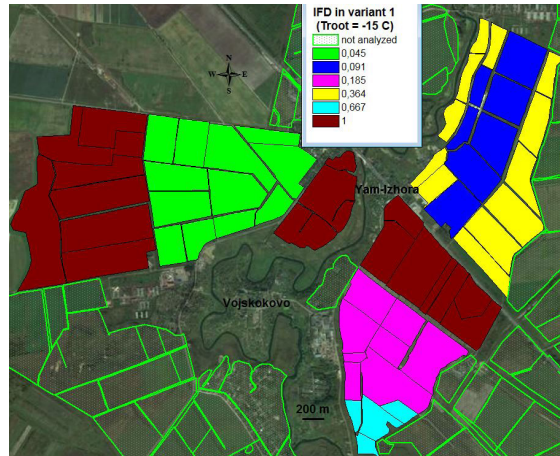 IFD in variant 1
(Troot = -15 C)
not analyzed
0,045
0,091
0,185
0,364
0,667
1
N
W E
S
Yam-Izhora
Vojskokovo
200 m